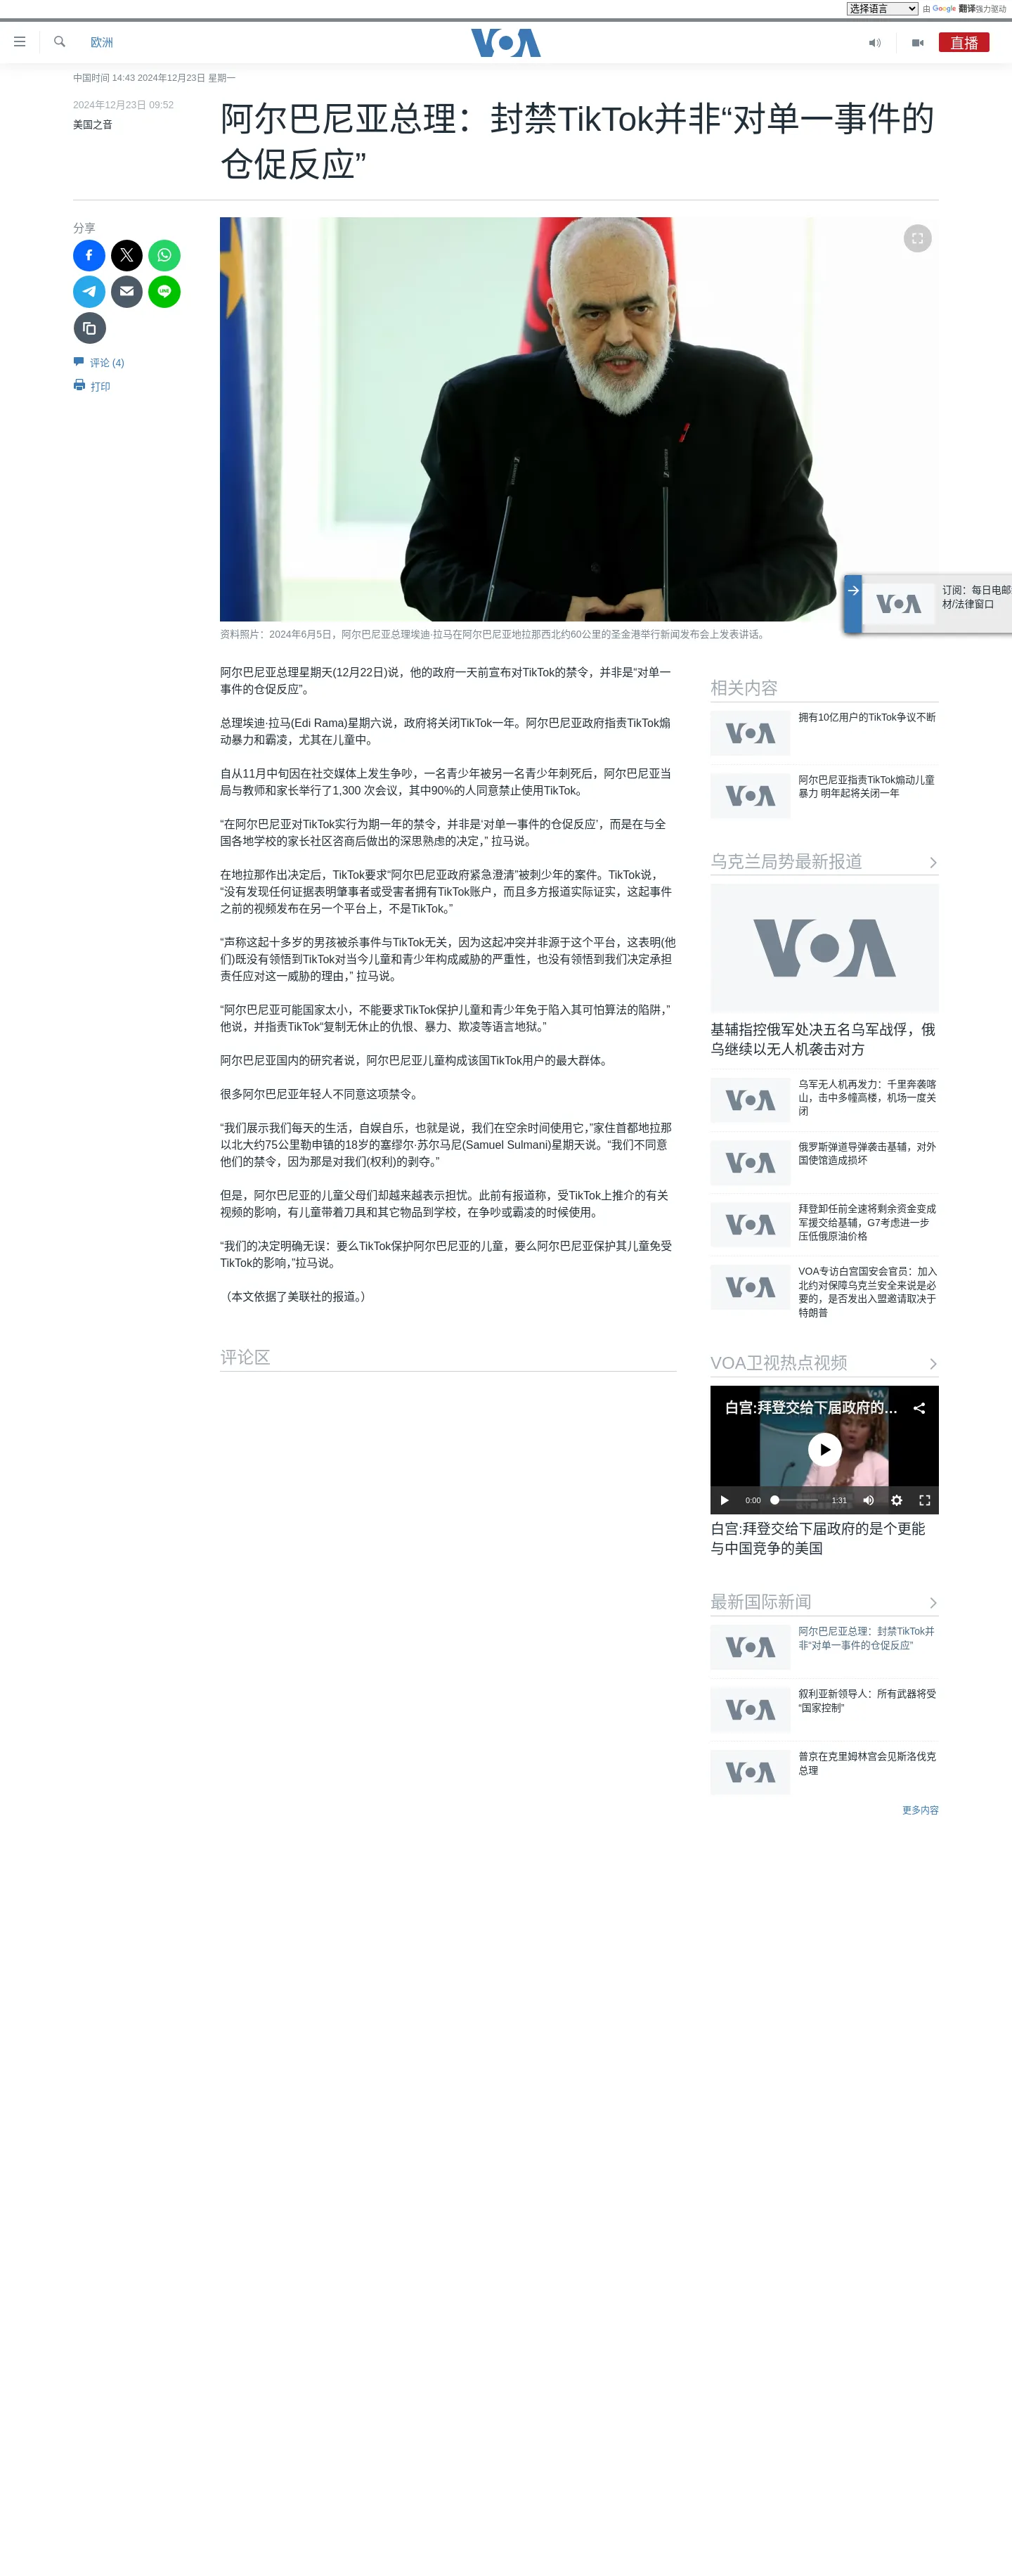 选择语言 由 Google 翻译强力驱动
欧洲
VOA
直播
中国时间 14:43 2024年12月23日 星期一
2024年12月23日 09:52
美国之音
阿尔巴尼亚总理：封禁TikTok并非“对单一事件的
仓促反应”
分享
评论 (4)
打印
订阅：每日电邮
材/法律窗口
VOA
资料照片：2024年6月5日，阿尔巴尼亚总理埃迪·拉马在阿尔巴尼亚地拉那西北约60公里的圣金港举行新闻发布会上发表讲话。
阿尔巴尼亚总理星期天(12月22日)说，他的政府一天前宣布对TikTok的禁令，并非是“对单一
事件的仓促反应”。
总理埃迪·拉马(Edi Rama)星期六说，政府将关闭TikTok一年。阿尔巴尼亚政府指责TikTok煽
动暴力和霸凌，尤其在儿童中。
自从11月中旬因在社交媒体上发生争吵，一名青少年被另一名青少年刺死后，阿尔巴尼亚当
局与教师和家长举行了1,300 次会议，其中90%的人同意禁止使用TikTok。
“在阿尔巴尼亚对TikTok实行为期一年的禁令，并非是‘对单一事件的仓促反应’，而是在与全
国各地学校的家长社区咨商后做出的深思熟虑的决定，” 拉马说。
在地拉那作出决定后，TikTok要求“阿尔巴尼亚政府紧急澄清”被刺少年的案件。TikTok说，
“没有发现任何证据表明肇事者或受害者拥有TikTok账户，而且多方报道实际证实，这起事件
之前的视频发布在另一个平台上，不是TikTok。”
“声称这起十多岁的男孩被杀事件与TikTok无关，因为这起冲突并非源于这个平台，这表明(他
们)既没有领悟到TikTok对当今儿童和青少年构成威胁的严重性，也没有领悟到我们决定承担
责任应对这一威胁的理由，” 拉马说。
“阿尔巴尼亚可能国家太小，不能要求TikTok保护儿童和青少年免于陷入其可怕算法的陷阱，”
他说，并指责TikTok“复制无休止的仇恨、暴力、欺凌等语言地狱。”
阿尔巴尼亚国内的研究者说，阿尔巴尼亚儿童构成该国TikTok用户的最大群体。
很多阿尔巴尼亚年轻人不同意这项禁令。
“我们展示我们每天的生活，自娱自乐，也就是说，我们在空余时间使用它，”家住首都地拉那
以北大约75公里勒申镇的18岁的塞缪尔·苏尔马尼(Samuel Sulmani)星期天说。“我们不同意
他们的禁令，因为那是对我们(权利)的剥夺。”
但是，阿尔巴尼亚的儿童父母们却越来越表示担忧。此前有报道称，受TikTok上推介的有关
视频的影响，有儿童带着刀具和其它物品到学校，在争吵或霸凌的时候使用。
“我们的决定明确无误：要么TikTok保护阿尔巴尼亚的儿童，要么阿尔巴尼亚保护其儿童免受
TikTok的影响，”拉马说。
（本文依据了美联社的报道。）
评论区
相关内容
VOA
拥有10亿用户的TikTok争议不断
VOA
阿尔巴尼亚指责TikTok煽动儿童
暴力 明年起将关闭一年
乌克兰局势最新报道
VOA
基辅指控俄军处决五名乌军战俘，俄
乌继续以无人机袭击对方
VOA
乌军无人机再发力：千里奔袭喀
山，击中多幢高楼，机场一度关
闭
VOA
俄罗斯弹道导弹袭击基辅，对外
国使馆造成损坏
VOA
拜登卸任前全速将剩余资金变成
军援交给基辅，G7考虑进一步
压低俄原油价格
VOA
VOA专访白宫国安会官员：加入
北约对保障乌克兰安全来说是必
要的，是否发出入盟邀请取决于
特朗普
VOA卫视热点视频
VOA
白宫:拜登交给下届政府的...
0:00 1:31
白宫:拜登交给下届政府的是个更能
与中国竞争的美国
最新国际新闻
VOA
阿尔巴尼亚总理：封禁TikTok并
非“对单一事件的仓促反应”
VOA
叙利亚新领导人：所有武器将受
“国家控制”
VOA
普京在克里姆林宫会见斯洛伐克
总理
更多内容